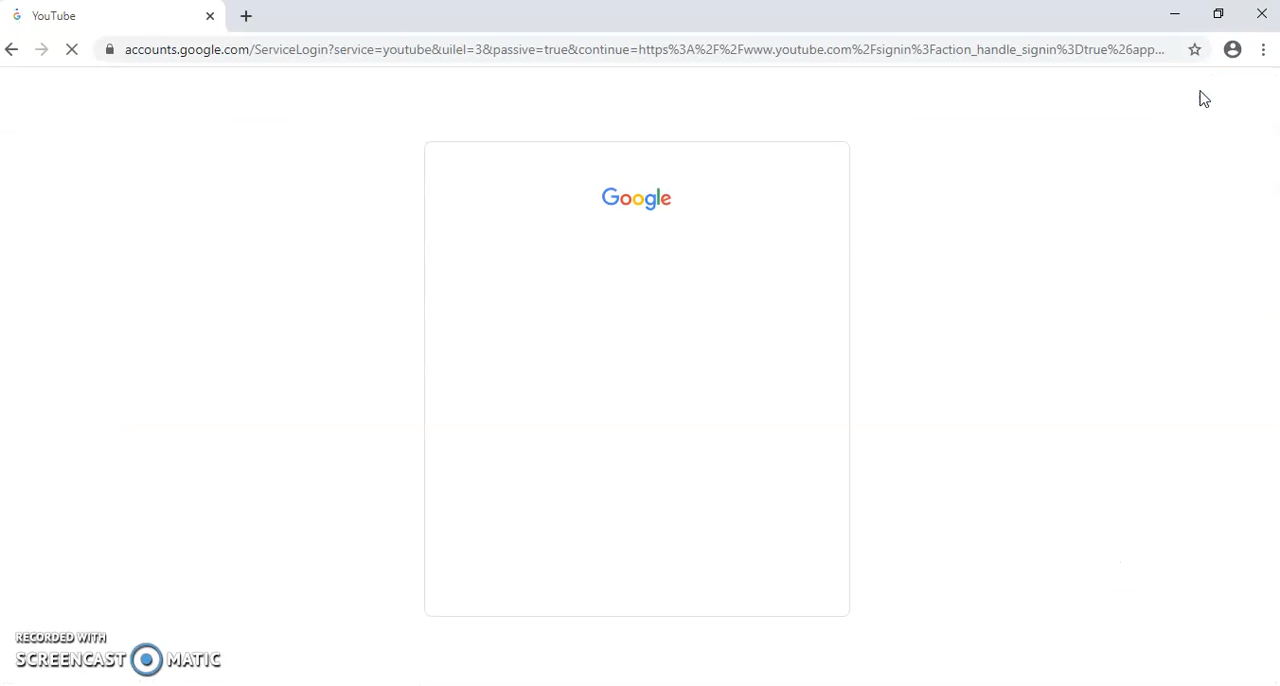 YouTube
accounts.google.com/ServiceLogin?service=youtube&uilel=3&passive=true&continue=https%3A%2F%2Fwww.youtube.com%2Fsignin%3Faction_handle_signin%3Dtrue%26app...
Google
RECORDED WITH
SCREENCAST MATIC